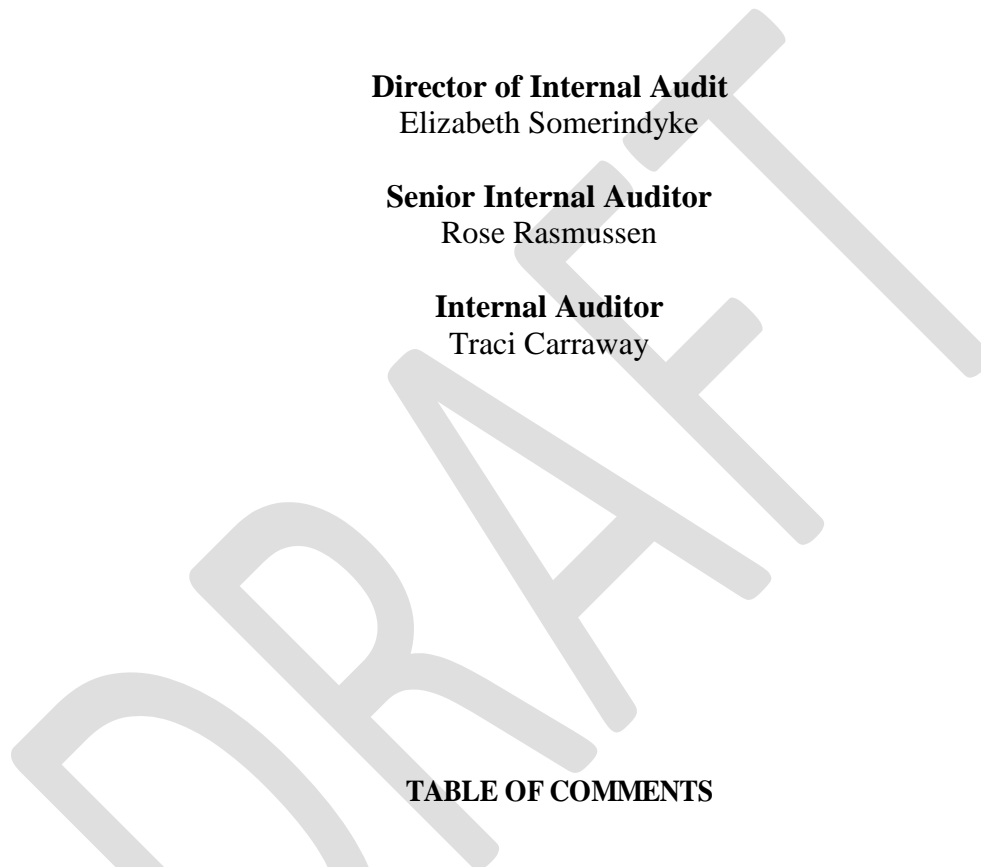 Director of Internal Audit
Elizabeth Somerindyke
Senior Internal Auditor
Rose Rasmussen
Internal Auditor
Traci Carraway
DRAFT
TABLE OF COMMENTS